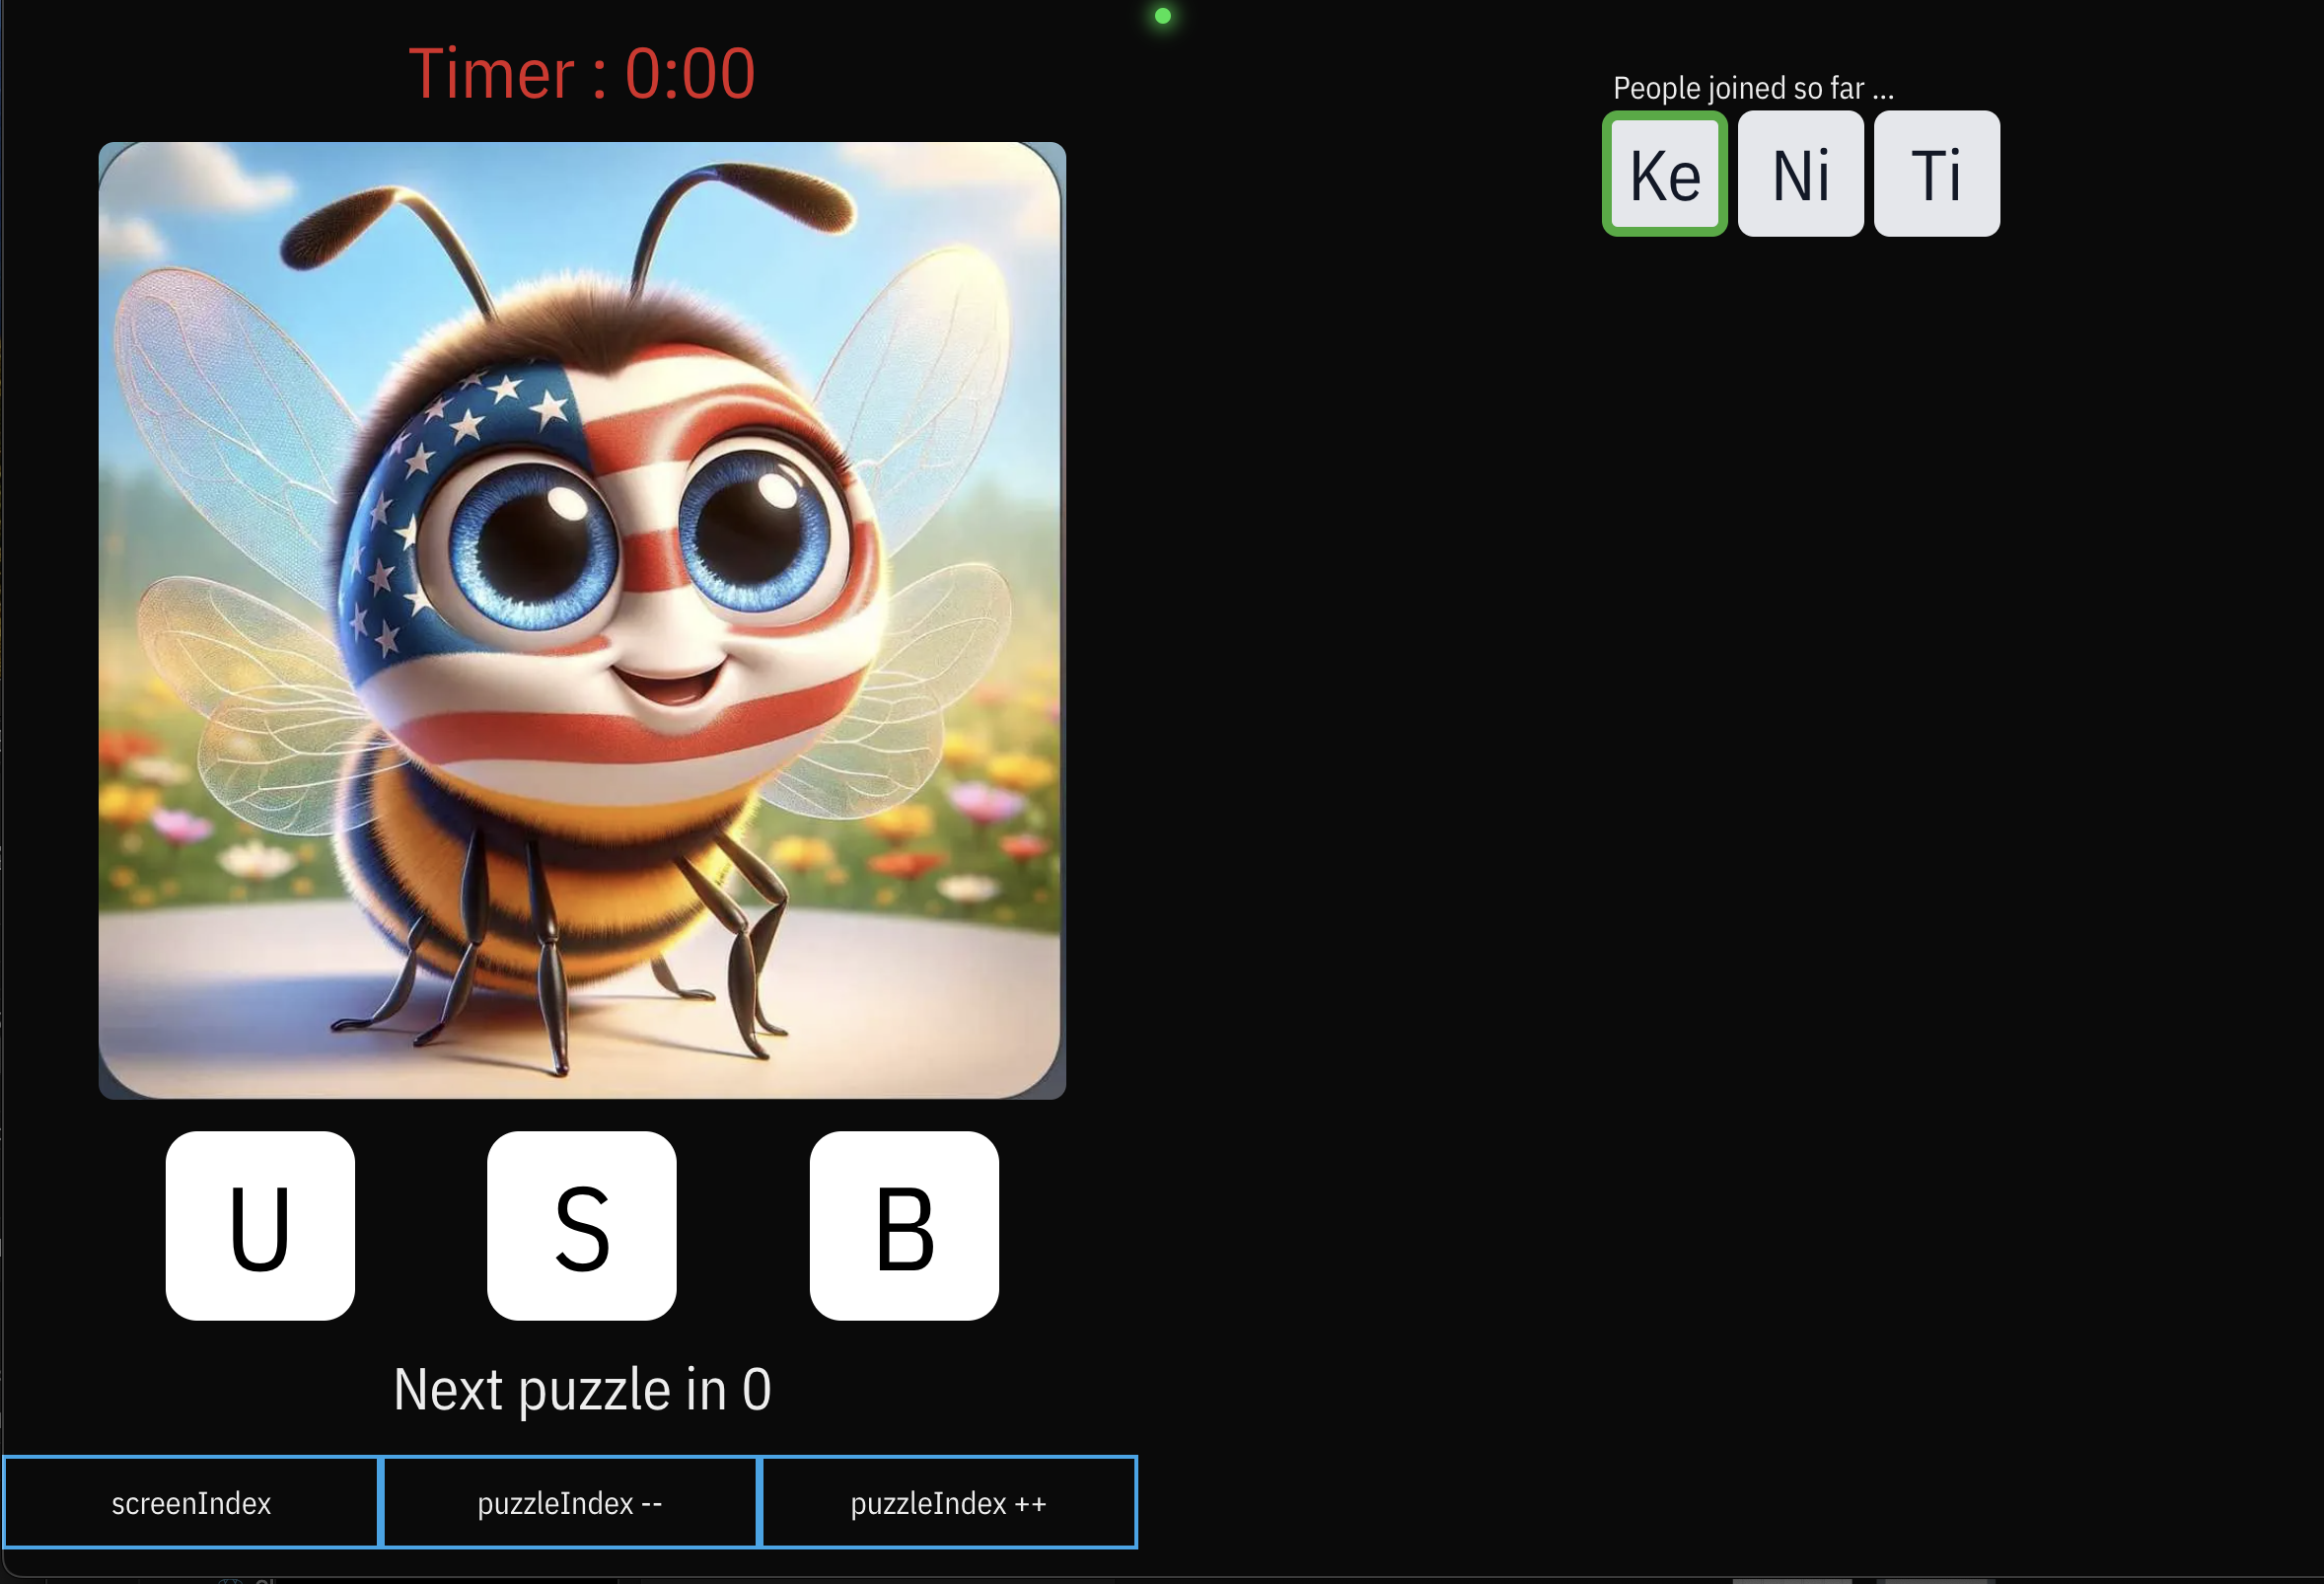 Timer : 0:00
People joined so far ...
Ke Ni Ti
U S B
Next puzzle in 0
screenIndex puzzleIndex -- puzzleIndex ++